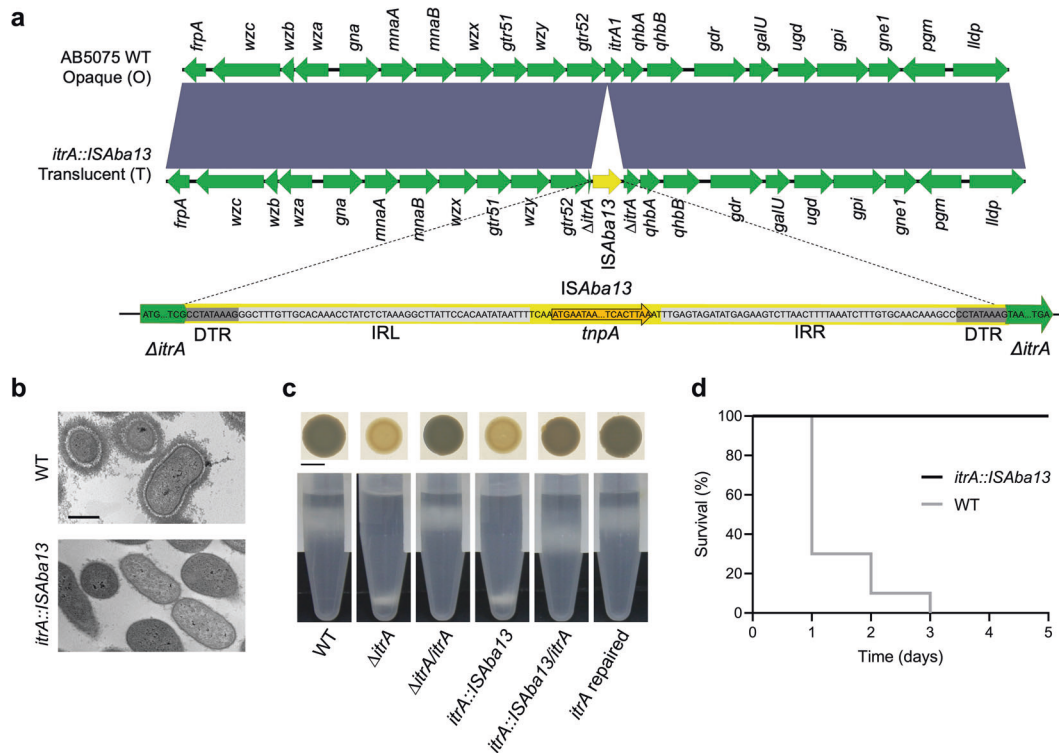 a
frpA wzc wzb wza gna mnaA mnaB wzx gtr51 wzy gtr52 itrA1 qhbA qhbB gdr galU ugd gpi gne1 pgm lldp
AB5075 WT
Opaque (O)
itrA::ISAba13
Translucent (T)
frpA wzc wzb wza gna mnaA mnaB wzx gtr51 wzy gtr52 ΔitrA ISAba13 ΔitrA qhbA qhbB gdr galU ugd gpi gne1 pgm lldp
ISAba13
ATG...TCGCCTATAAAGGGCTTTGTTGCACAAACCTATCTCTAAAGGCTTATTCCACAATATAATTTTCAAATGAATAA...TCACTTAAATTTGAGTAGATATGAGAAGTCTTAACTTTTAAATCTTTGTGCAACAAAGCCCCTATAAAGTAA...TGA
DTR IRL tnpA IRR DTR
ΔitrA ΔitrA
b
WT
itrA::ISAba13
c
WT
ΔitrA
ΔitrA/itrA
itrA::ISAba13
itrA::ISAba13/itrA
itrA repaired
d
Survival (%)
100
80
60
40
20
0
itrA::ISAba13
WT
0 1 2 3 4 5
Time (days)